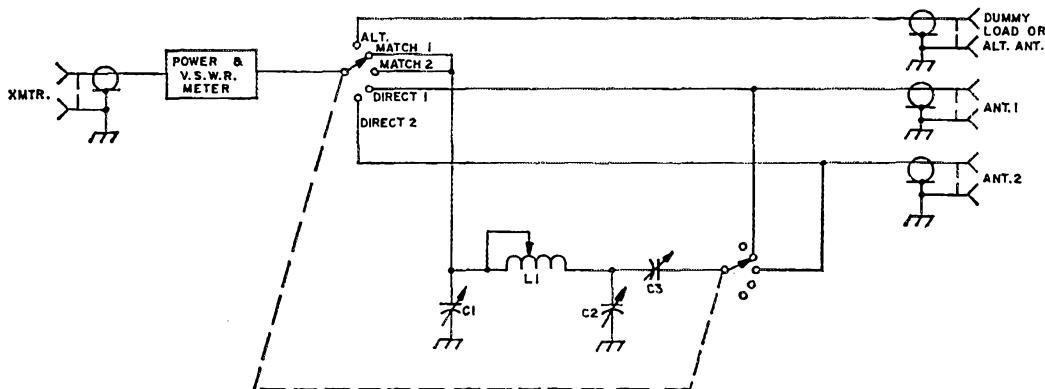 ALT.
MATCH 1
MATCH 2
DIRECT 1
DIRECT 2
POWER &
V.S.W.R.
METER
XMTR.
DUMMY
LOAD OR
ALT. ANT.
ANT.1
ANT.2
L1
C1
C2
C3